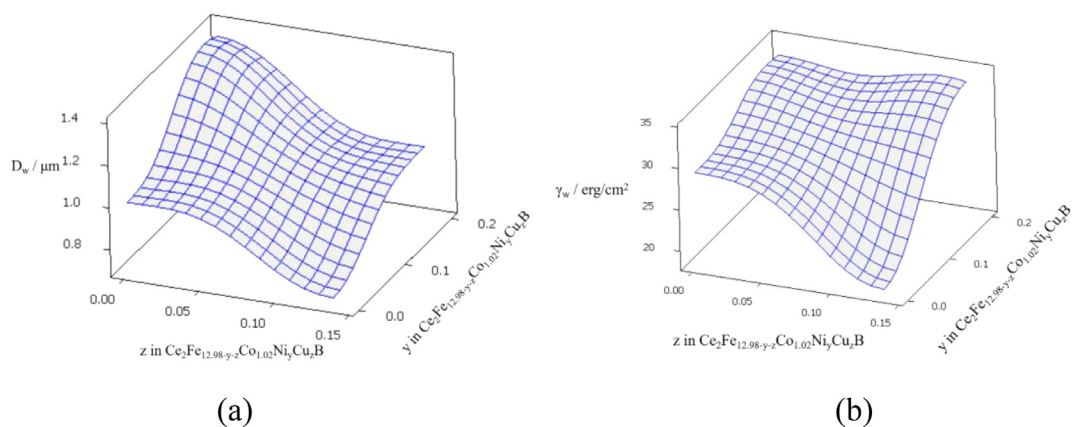 1.4
D_w / μm
1.2
1.0
0.8
0.00
0.05
0.10
0.15
0.0
0.1
0.2
z in Ce₂Fe₁₂.₉₈₋y₋zCo₁.₀₂NiyCuzB
y in Ce₂Fe₁₂.₉₈₋y₋zCo₁.₀₂NiyCuzB
(a)
35
30
γ_w / erg/cm²
25
20
0.00
0.05
0.10
0.15
0.0
0.1
0.2
z in Ce₂Fe₁₂.₉₈₋y₋zCo₁.₀₂NiyCuzB
y in Ce₂Fe₁₂.₉₈₋y₋zCo₁.₀₂NiyCuzB
(b)